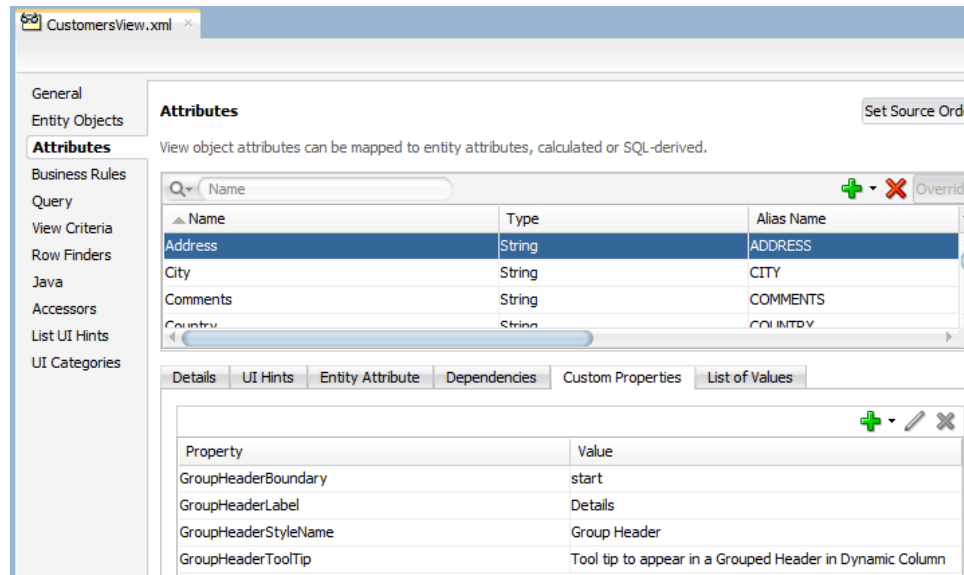 CustomersView.xml
General
Entity Objects
Attributes
Business Rules
Query
View Criteria
Row Finders
Java
Accessors
List UI Hints
UI Categories
Attributes
Set Source Ord
View object attributes can be mapped to entity attributes, calculated or SQL-derived.
Name
Overrid
Name Type Alias Name
Address String ADDRESS
City String CITY
Comments String COMMENTS
Country String COUNTRY
Details UI Hints Entity Attribute Dependencies Custom Properties List of Values
Property Value
GroupHeaderBoundary start
GroupHeaderLabel Details
GroupHeaderStyleName Group Header
GroupHeaderToolTip Tool tip to appear in a Grouped Header in Dynamic Column